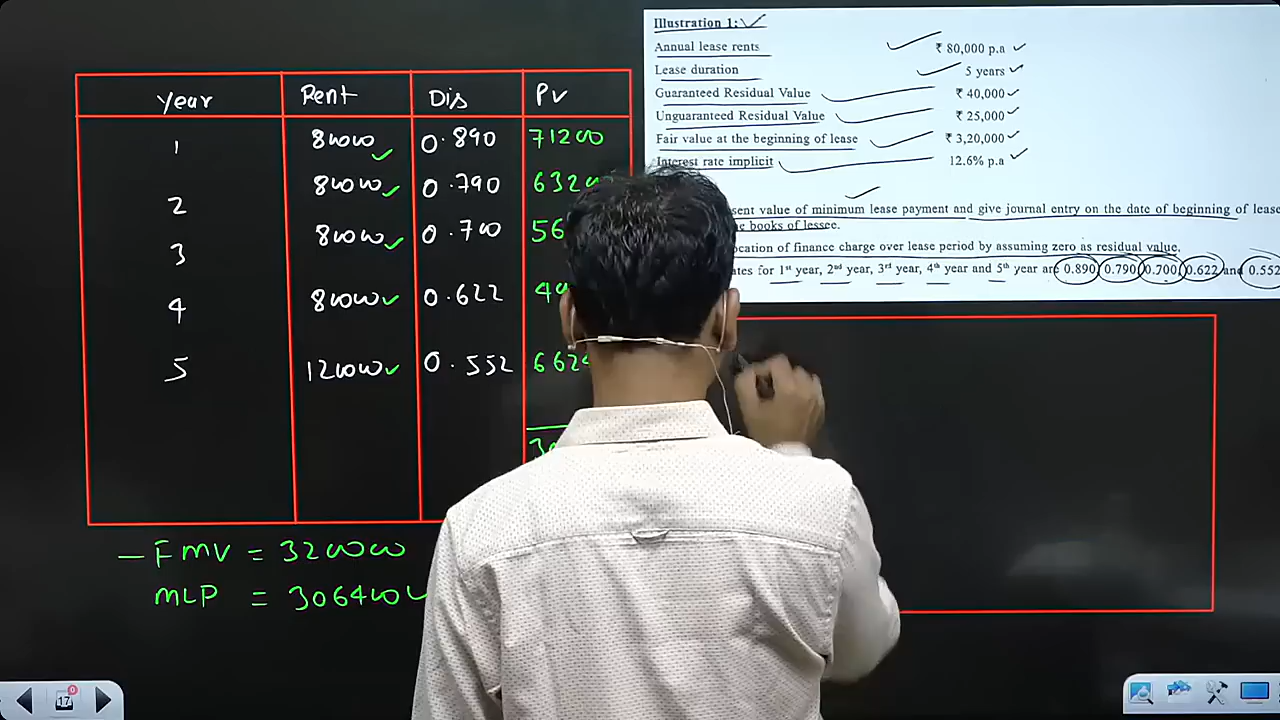 Illustration 1:
Annual lease rents ₹ 80,000 p.a
Lease duration 5 years
Guaranteed Residual Value ₹ 40,000
Unguaranteed Residual Value ₹ 25,000
Fair value at the beginning of lease ₹ 3,20,000
Interest rate implicit 12.6% p.a
value of minimum lease payment and give journal entry on the date of beginning of lease
books of lessee.
of finance charge over lease period by assuming zero as residual value.
for 1st year, 2nd year, 3rd year, 4th year and 5th year are 0.890 0.790 0.700 0.622 and 0.552
Year Rent Dis PV
1 80000 0.890 71200
2 80000 0.790
3 80000 0.700
4 80000 0.622
5 120000 0.552
- FMV = 320000
MLP = 306400
17